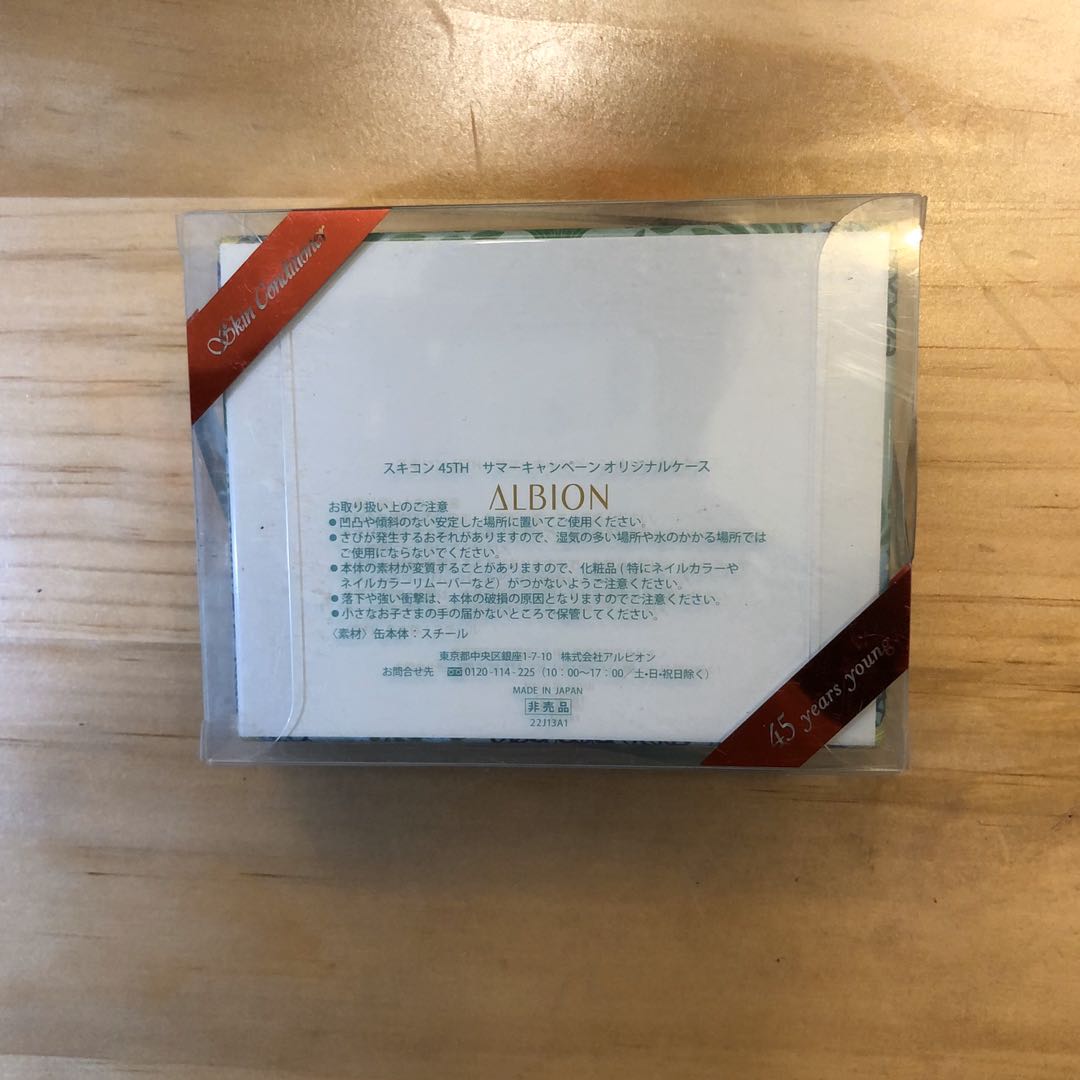 Skin Conditioner
スキコン 45TH サマーキャンペーン オリジナルケース
ALBION
お取り扱い上のご注意
●凹凸や傾斜のない安定した場所に置いてご使用ください。
●さびが発生するおそれがありますので、湿気の多い場所や水のかかる場所では
ご使用にならないでください。
●本体の素材が変質することがありますので、化粧品(特にネイルカラーや
ネイルカラーリムーバーなど)がつかないようご注意ください。
●落下や強い衝撃は、本体の破損の原因となりますのでご注意ください。
●小さなお子さまの手の届かないところで保管してください。
〈素材〉缶本体：スチール
東京都中央区銀座1-7-10 株式会社アルビオン
お問合せ先 0120-114-225（10：00〜17：00／土・日・祝日除く）
MADE IN JAPAN
非売品
22J13A1
45 years young